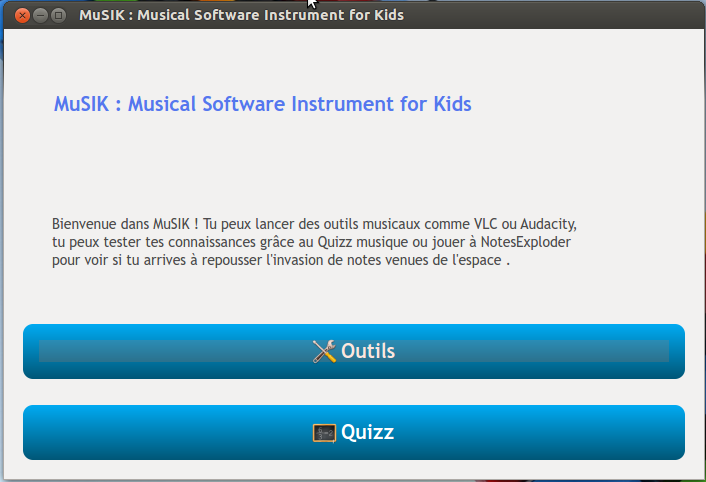 MuSIK : Musical Software Instrument for Kids
MuSIK : Musical Software Instrument for Kids
Bienvenue dans MuSIK ! Tu peux lancer des outils musicaux comme VLC ou Audacity,
tu peux tester tes connaissances grâce au Quizz musique ou jouer à NotesExploder
pour voir si tu arrives à repousser l'invasion de notes venues de l'espace .
Outils
Quizz